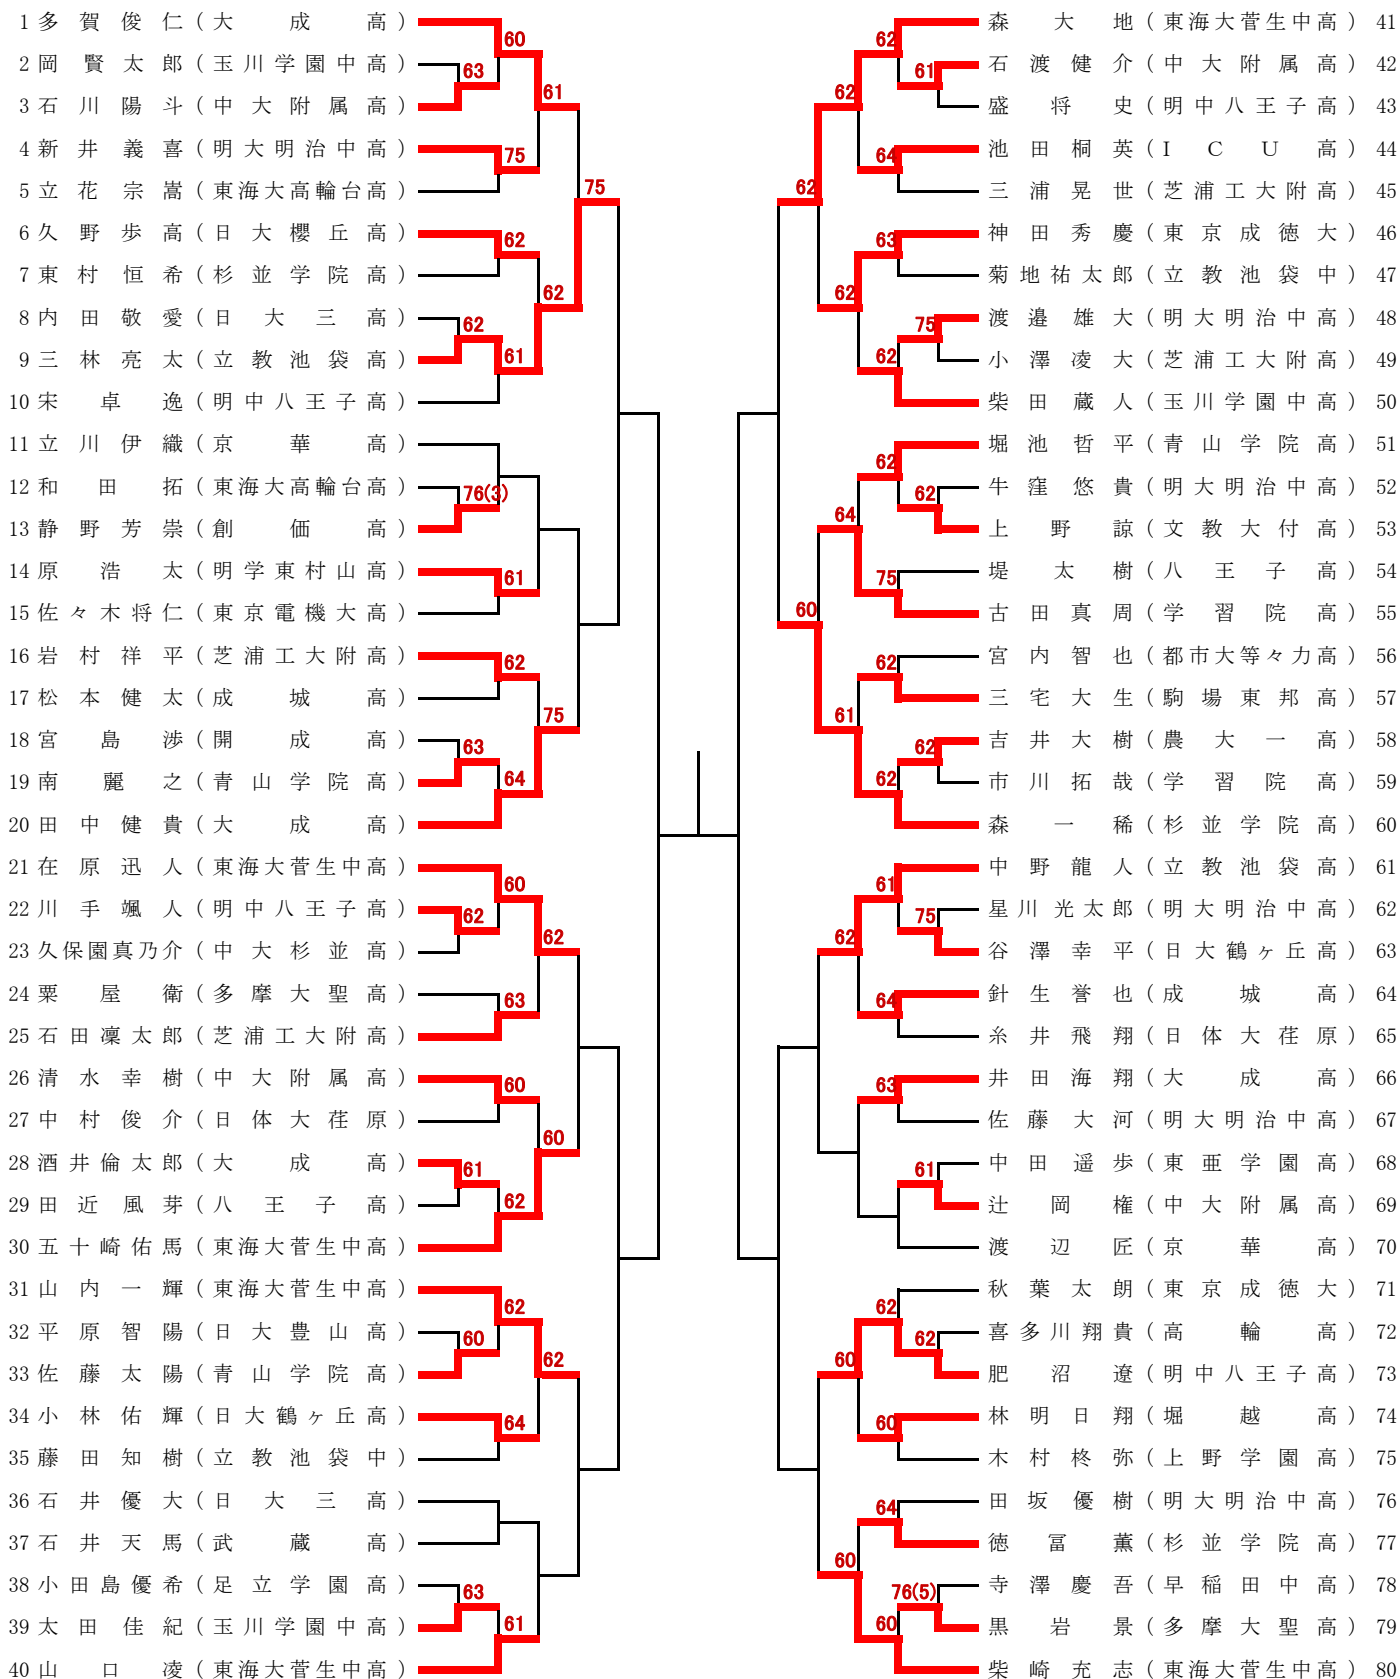 1 多賀俊仁（大成高）
2 岡賢太郎（玉川学園中高）
3 石川陽斗（中大附属高）
4 新井義喜（明大明治中高）
5 立花宗嵩（東海大高輪台高）
6 久野歩高（日大櫻丘高）
7 東村恒希（杉並学院高）
8 内田敬愛（日大三高）
9 三林亮太（立教池袋高）
10 宋卓逸（明中八王子高）
11 立川伊織（京華高）
12 和田拓（東海大高輪台高）
13 静野芳崇（創価高）
14 原浩太（明学東村山高）
15 佐々木将仁（東京電機大高）
16 岩村祥平（芝浦工大附高）
17 松本健太（成城高）
18 宮島渉（開成高）
19 南麗之（青山学院高）
20 田中健貴（大成高）
21 在原迅人（東海大菅生中高）
22 川手颯人（明中八王子高）
23 久保園真乃介（中大杉並高）
24 粟屋衛（多摩大聖高）
25 石田凜太郎（芝浦工大附高）
26 清水幸樹（中大附属高）
27 中村俊介（日体大荏原）
28 酒井倫太郎（大成高）
29 田近風芽（八王子高）
30 五十崎佑馬（東海大菅生中高）
31 山内一輝（東海大菅生中高）
32 平原智陽（日大豊山高）
33 佐藤太陽（青山学院高）
34 小林佑輝（日大鶴ヶ丘高）
35 藤田知樹（立教池袋中）
36 石井優大（日大三高）
37 石井天馬（武蔵高）
38 小田島優希（足立学園高）
39 太田佳紀（玉川学園中高）
40 山口凌（東海大菅生中高）
60
63
61
75
75
62
62
62
61
76(3)
61
62
75
63
64
60
62
62
63
60
60
61
62
62
60
62
64
63
61
森大地（東海大菅生中高） 41
石渡健介（中大附属高） 42
盛将史（明中八王子高） 43
池田桐英（ICU高） 44
三浦晃世（芝浦工大附高） 45
神田秀慶（東京成徳大） 46
菊地祐太郎（立教池袋中） 47
渡邉雄大（明大明治中高） 48
小澤凌大（芝浦工大附高） 49
柴田蔵人（玉川学園中高） 50
堀池哲平（青山学院高） 51
牛窪悠貴（明大明治中高） 52
上野諒（文教大付高） 53
堤太樹（八王子高） 54
古田真周（学習院高） 55
宮内智也（都市大等々力高） 56
三宅大生（駒場東邦高） 57
吉井大樹（農大一高） 58
市川拓哉（学習院高） 59
森一稀（杉並学院高） 60
中野龍人（立教池袋高） 61
星川光太郎（明大明治中高） 62
谷澤幸平（日大鶴ヶ丘高） 63
針生誉也（成城高） 64
糸井飛翔（日体大荏原） 65
井田海翔（大成高） 66
佐藤大河（明大明治中高） 67
中田遥歩（東亜学園高） 68
辻岡権（中大附属高） 69
渡辺匠（京華高） 70
秋葉太朗（東京成徳大） 71
喜多川翔貴（高輪高） 72
肥沼遼（明中八王子高） 73
林明日翔（堀越高） 74
木村柊弥（上野学園高） 75
田坂優樹（明大明治中高） 76
徳冨薫（杉並学院高） 77
寺澤慶吾（早稲田中高） 78
黒岩景（多摩大聖高） 79
柴崎充志（東海大菅生中高） 80
62
61
62
64
62
63
62
75
62
62
62
64
75
60
62
61
62
62
61
75
62
64
63
61
62
62
60
60
64
60
76(5)
60